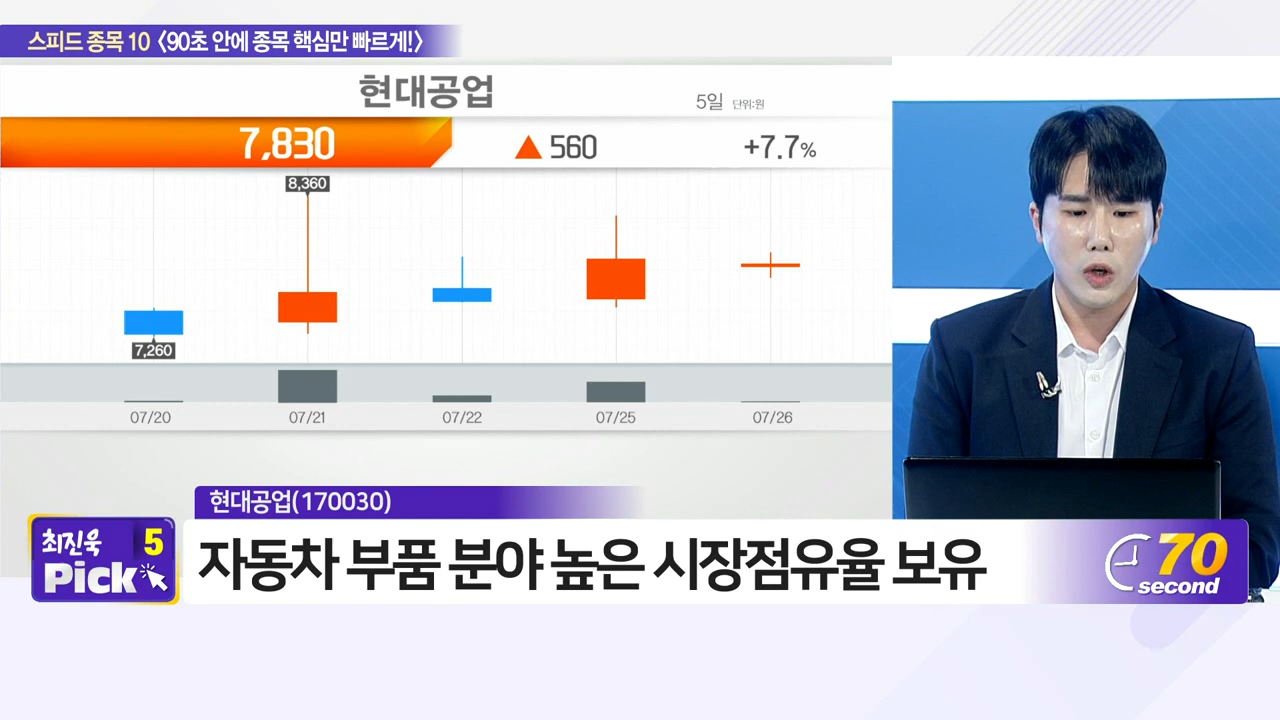 스피드 종목 10 <90초 안에 종목 핵심만 빠르게!>
현대공업
5일 단위:원
7,830 ▲ 560 +7.7%
8,360
7,260
07/20 07/21 07/22 07/25 07/26
현대공업(170030)
최진욱 5
Pick
자동차 부품 분야 높은 시장점유율 보유
70
second